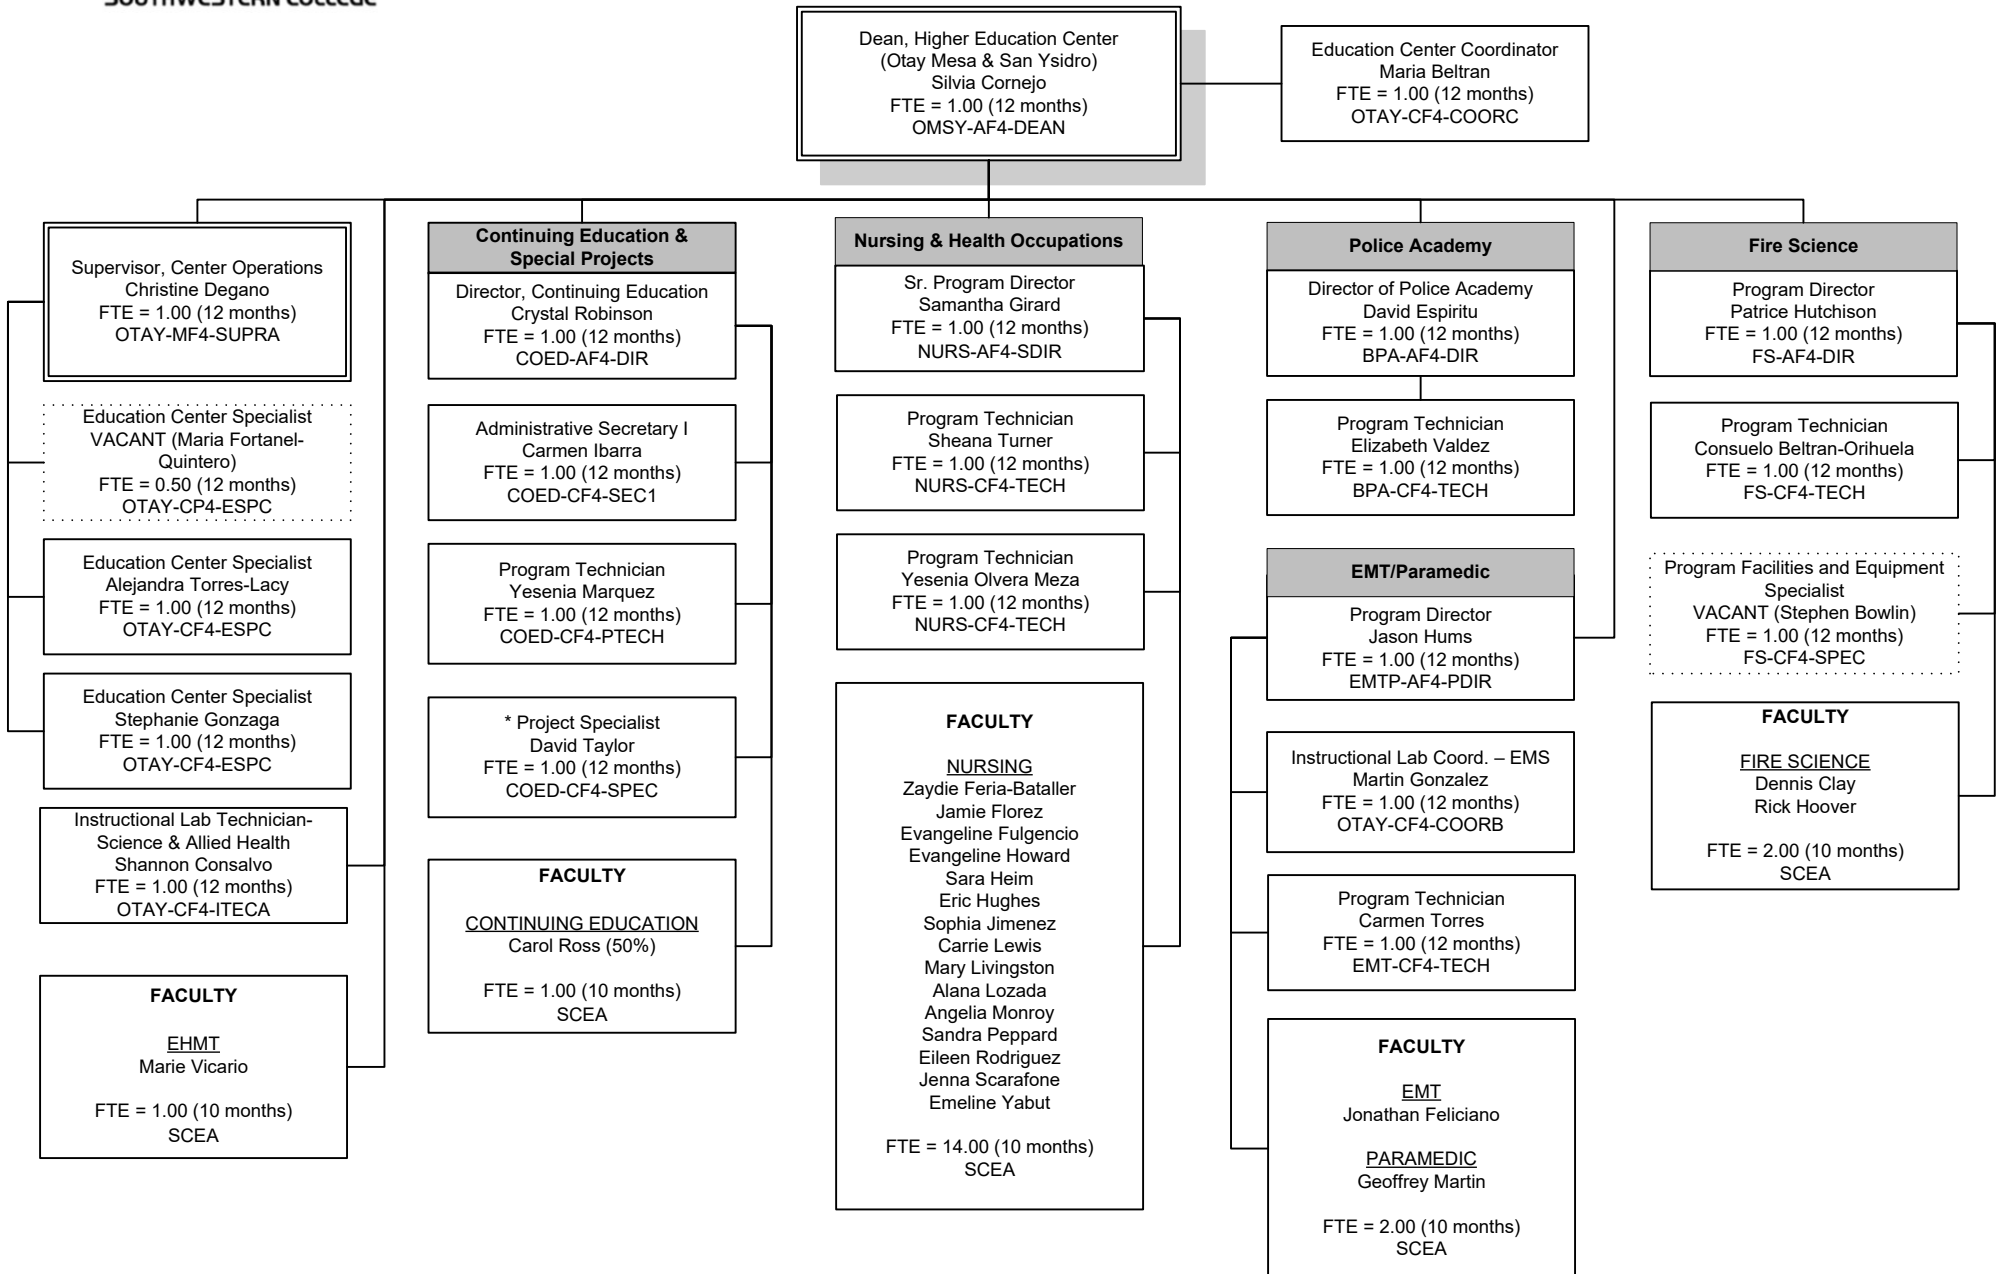 SOUTHWESTERN COLLEGE
Dean, Higher Education Center
(Otay Mesa & San Ysidro)
Silvia Cornejo
FTE = 1.00 (12 months)
OMSY-AF4-DEAN
Education Center Coordinator
Maria Beltran
FTE = 1.00 (12 months)
OTAY-CF4-COORC
Supervisor, Center Operations
Christine Degano
FTE = 1.00 (12 months)
OTAY-MF4-SUPRA
Education Center Specialist
VACANT (Maria Fortanel-
Quintero)
FTE = 0.50 (12 months)
OTAY-CP4-ESPC
Education Center Specialist
Alejandra Torres-Lacy
FTE = 1.00 (12 months)
OTAY-CF4-ESPC
Education Center Specialist
Stephanie Gonzaga
FTE = 1.00 (12 months)
OTAY-CF4-ESPC
Instructional Lab Technician-
Science & Allied Health
Shannon Consalvo
FTE = 1.00 (12 months)
OTAY-CF4-ITECA
FACULTY
EHMT
Marie Vicario
FTE = 1.00 (10 months)
SCEA
Continuing Education &
Special Projects
Director, Continuing Education
Crystal Robinson
FTE = 1.00 (12 months)
COED-AF4-DIR
Administrative Secretary I
Carmen Ibarra
FTE = 1.00 (12 months)
COED-CF4-SEC1
Program Technician
Yesenia Marquez
FTE = 1.00 (12 months)
COED-CF4-PTECH
* Project Specialist
David Taylor
FTE = 1.00 (12 months)
COED-CF4-SPEC
FACULTY
CONTINUING EDUCATION
Carol Ross (50%)
FTE = 1.00 (10 months)
SCEA
Nursing & Health Occupations
Sr. Program Director
Samantha Girard
FTE = 1.00 (12 months)
NURS-AF4-SDIR
Program Technician
Sheana Turner
FTE = 1.00 (12 months)
NURS-CF4-TECH
Program Technician
Yesenia Olvera Meza
FTE = 1.00 (12 months)
NURS-CF4-TECH
FACULTY
NURSING
Zaydie Feria-Bataller
Jamie Florez
Evangeline Fulgencio
Evangeline Howard
Sara Heim
Eric Hughes
Sophia Jimenez
Carrie Lewis
Mary Livingston
Alana Lozada
Angelia Monroy
Sandra Peppard
Eileen Rodriguez
Jenna Scarafone
Emeline Yabut
FTE = 14.00 (10 months)
SCEA
Police Academy
Director of Police Academy
David Espiritu
FTE = 1.00 (12 months)
BPA-AF4-DIR
Program Technician
Elizabeth Valdez
FTE = 1.00 (12 months)
BPA-CF4-TECH
EMT/Paramedic
Program Director
Jason Hums
FTE = 1.00 (12 months)
EMTP-AF4-PDIR
Instructional Lab Coord. – EMS
Martin Gonzalez
FTE = 1.00 (12 months)
OTAY-CF4-COORB
Program Technician
Carmen Torres
FTE = 1.00 (12 months)
EMT-CF4-TECH
FACULTY
EMT
Jonathan Feliciano
PARAMEDIC
Geoffrey Martin
FTE = 2.00 (10 months)
SCEA
Fire Science
Program Director
Patrice Hutchison
FTE = 1.00 (12 months)
FS-AF4-DIR
Program Technician
Consuelo Beltran-Orihuela
FTE = 1.00 (12 months)
FS-CF4-TECH
Program Facilities and Equipment
Specialist
VACANT (Stephen Bowlin)
FTE = 1.00 (12 months)
FS-CF4-SPEC
FACULTY
FIRE SCIENCE
Dennis Clay
Rick Hoover
FTE = 2.00 (10 months)
SCEA